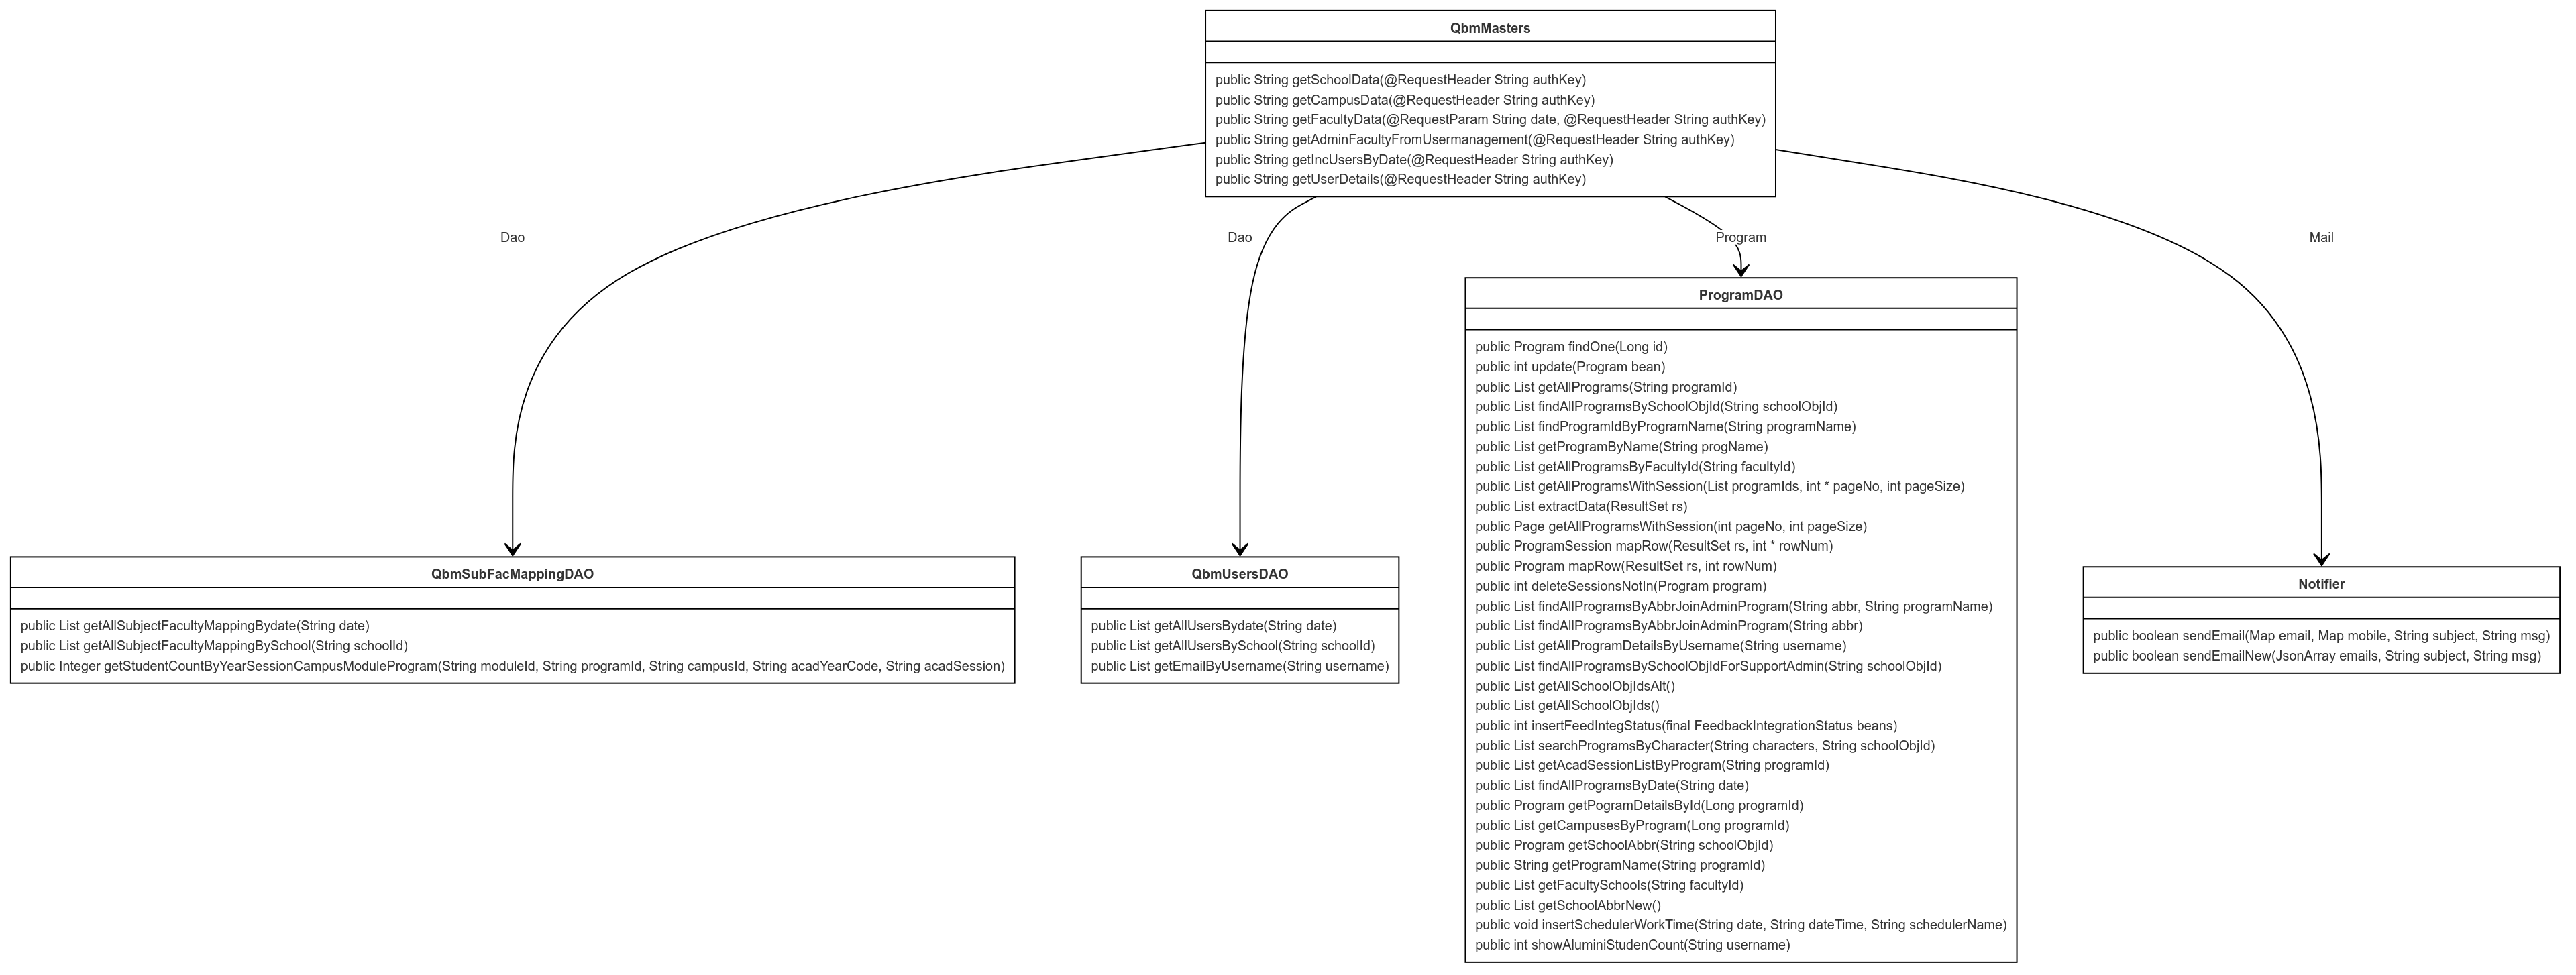 QbmMasters
public String getSchoolData(@RequestHeader String authKey)
public String getCampusData(@RequestHeader String authKey)
public String getFacultyData(@RequestParam String date, @RequestHeader String authKey)
public String getAdminFacultyFromUsermanagement(@RequestHeader String authKey)
public String getIncUsersByDate(@RequestHeader String authKey)
public String getUserDetails(@RequestHeader String authKey)
Dao
Dao
Program
Mail
QbmSubFacMappingDAO
public List getAllSubjectFacultyMappingBydate(String date)
public List getAllSubjectFacultyMappingBySchool(String schoolId)
public Integer getStudentCountByYearSessionCampusModuleProgram(String moduleId, String programId, String campusId, String acadYearCode, String acadSession)
QbmUsersDAO
public List getAllUsersBydate(String date)
public List getAllUsersBySchool(String schoolId)
public List getEmailByUsername(String username)
ProgramDAO
public Program findOne(Long id)
public int update(Program bean)
public List getAllPrograms(String programId)
public List findAllProgramsBySchoolObjId(String schoolObjId)
public List findProgramIdByProgramName(String programName)
public List getProgramByName(String progName)
public List getAllProgramsByFacultyId(String facultyId)
public List getAllProgramsWithSession(List programIds, int * pageNo, int pageSize)
public List extractData(ResultSet rs)
public Page getAllProgramsWithSession(int pageNo, int pageSize)
public ProgramSession mapRow(ResultSet rs, int * rowNum)
public Program mapRow(ResultSet rs, int rowNum)
public int deleteSessionsNotIn(Program program)
public List findAllProgramsByAbbrJoinAdminProgram(String abbr, String programName)
public List findAllProgramsByAbbrJoinAdminProgram(String abbr)
public List getAllProgramDetailsByUsername(String username)
public List findAllProgramsBySchoolObjIdForSupportAdmin(String schoolObjId)
public List getAllSchoolObjIdsAlt()
public List getAllSchoolObjIds()
public int insertFeedIntegStatus(final FeedbackIntegrationStatus beans)
public List searchProgramsByCharacter(String characters, String schoolObjId)
public List getAcadSessionListByProgram(String programId)
public List findAllProgramsByDate(String date)
public Program getPogramDetailsById(Long programId)
public List getCampusesByProgram(Long programId)
public Program getSchoolAbbr(String schoolObjId)
public String getProgramName(String programId)
public List getFacultySchools(String facultyId)
public List getSchoolAbbrNew()
public void insertSchedulerWorkTime(String date, String dateTime, String schedulerName)
public int showAluminiStudenCount(String username)
Notifier
public boolean sendEmail(Map email, Map mobile, String subject, String msg)
public boolean sendEmailNew(JsonArray emails, String subject, String msg)